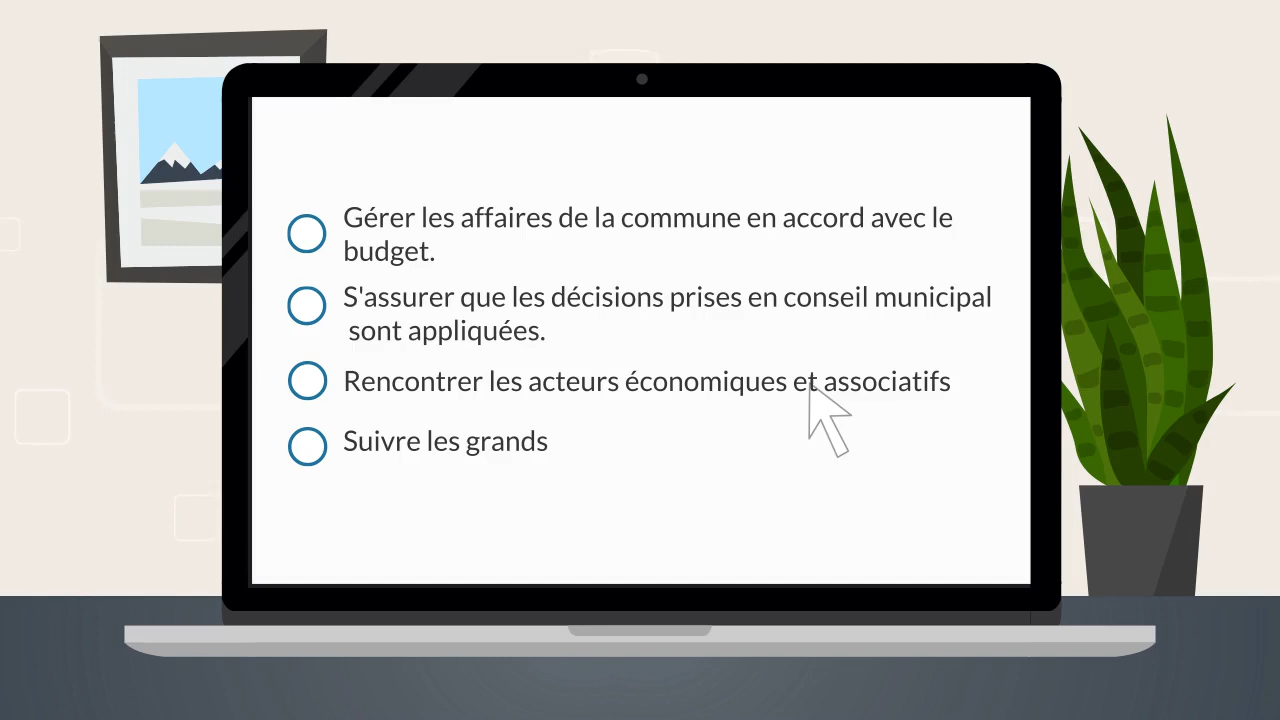 Gérer les affaires de la commune en accord avec le
budget.
S'assurer que les décisions prises en conseil municipal
sont appliquées.
Rencontrer les acteurs économiques et associatifs
Suivre les grands